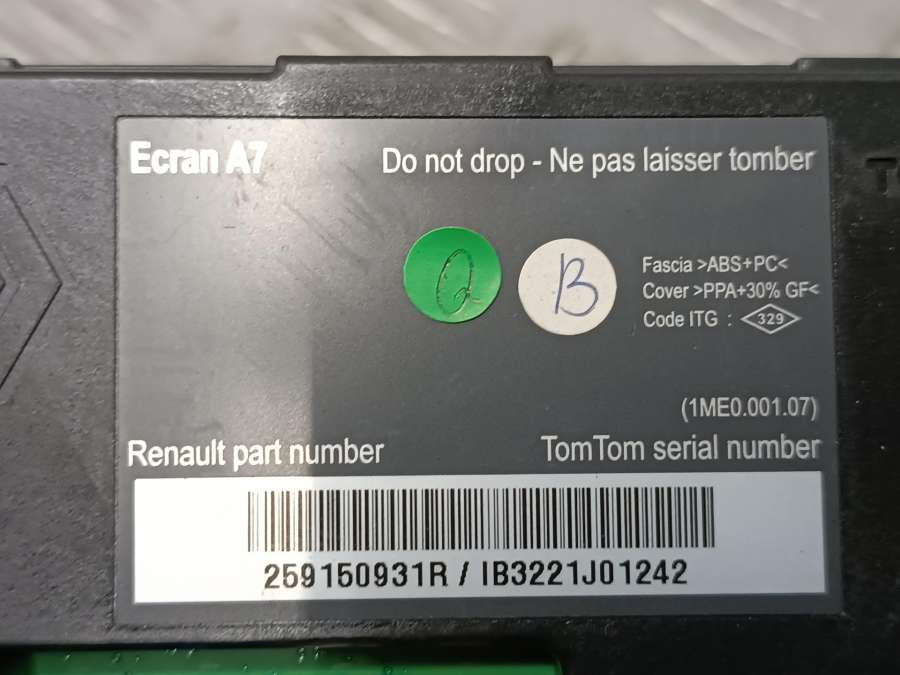 Ecran A7
Do not drop - Ne pas laisser tomber
B
Fascia >ABS+PC<
Cover >PPA+30% GF<
Code ITG : 329
(1ME0.001.07)
Renault part number
TomTom serial number
259150931R / IB3221J01242